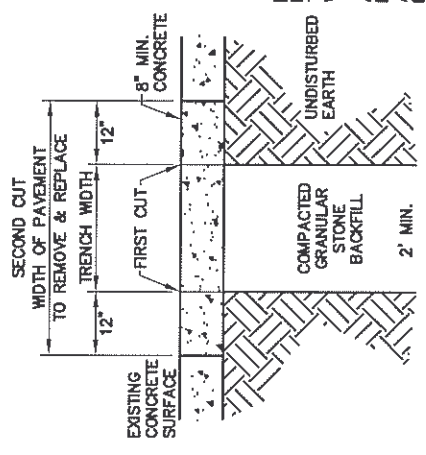 SECOND CUT
WIDTH OF PAVEMENT
TO REMOVE & REPLACE
12"
TRENCH WIDTH
12"
FIRST CUT
8" MIN.
CONCRETE
EXISTING
CONCRETE
SURFACE
COMPACTED
GRANULAR
STONE
BACKFILL
2' MIN.
UNDISTURBED
EARTH